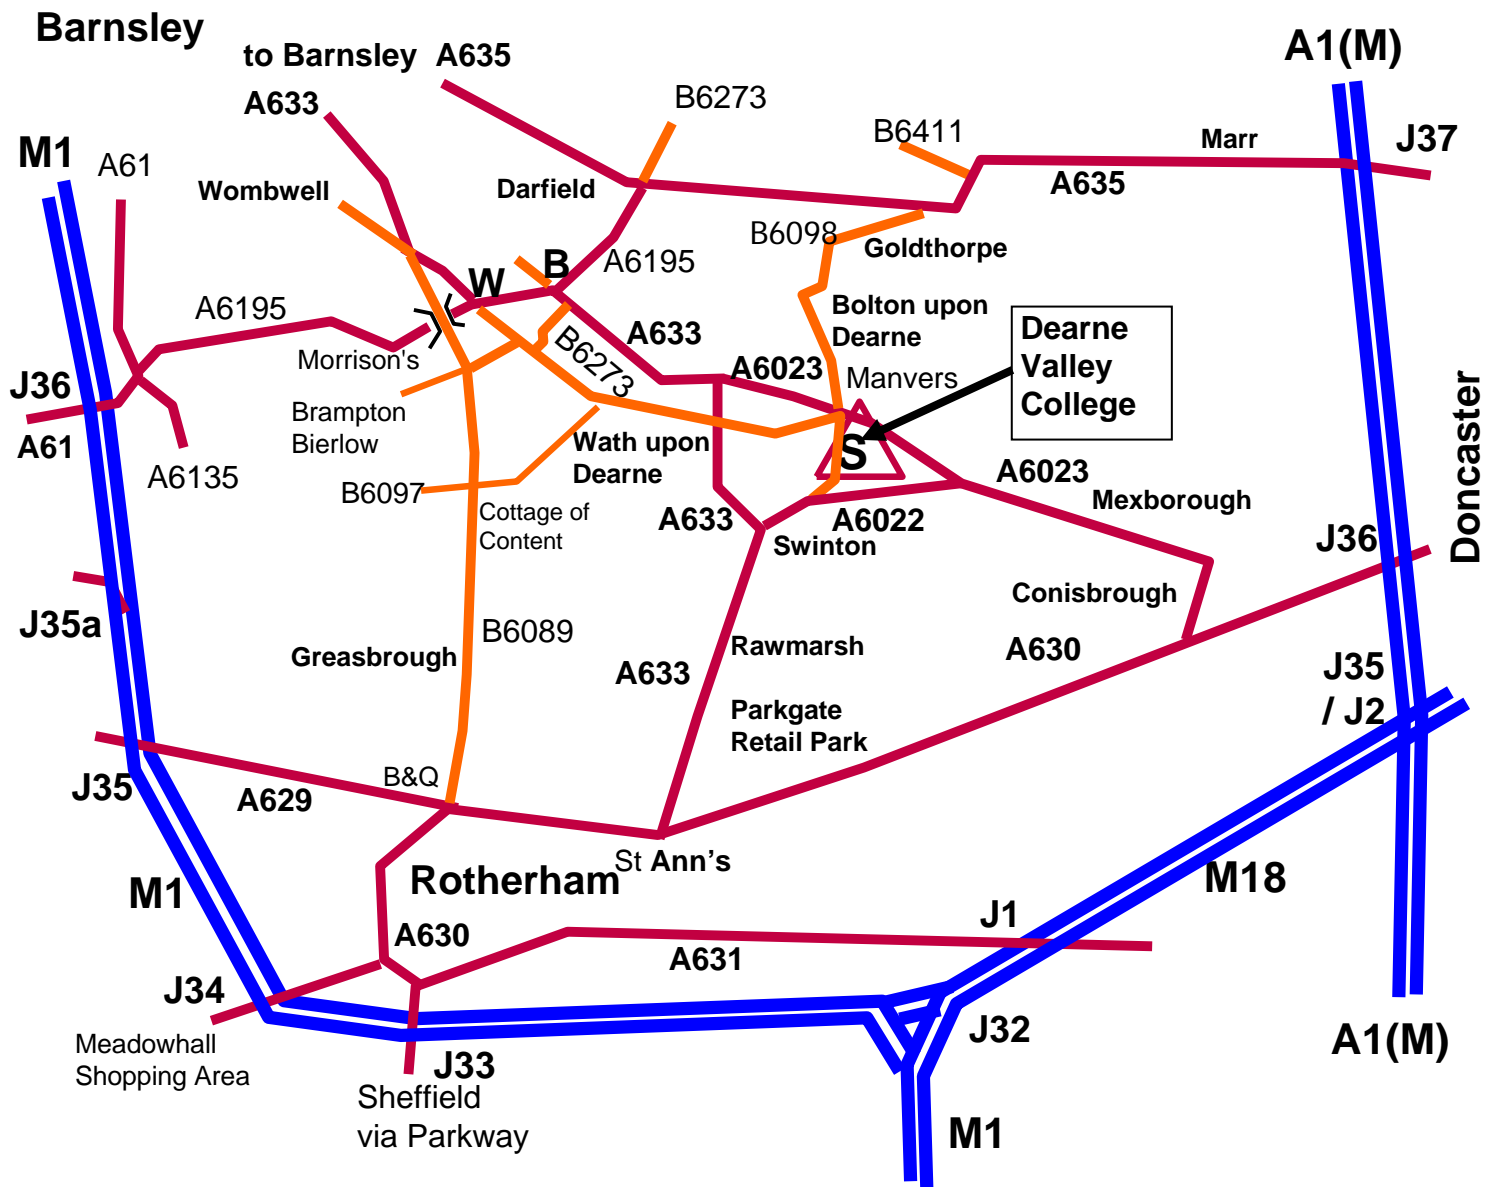 Barnsley
to Barnsley A635
A1(M)
A633
B6273
B6411
Marr
J37
M1
A61
Wombwell
Darfield
A635
B6098
Goldthorpe
B
A6195
W
A6195
Bolton upon
Dearne
Dearne
Valley
College
A633
Morrison's
B6273
A6023
Manvers
J36
A61
Brampton
Bierlow
Wath upon
Dearne
S
Doncaster
A6135
B6097
A6023
Mexborough
Cottage of
Content
A633
A6022
Swinton
J36
J35a
Conisbrough
B6089
Greasbrough
Rawmarsh
A630
A633
J35
/ J2
Parkgate
Retail Park
B&Q
J35
A629
St Ann's
M1
Rotherham
M18
J1
A630
A631
J34
J32
Meadowhall
Shopping Area
A1(M)
J33
Sheffield
via Parkway
M1